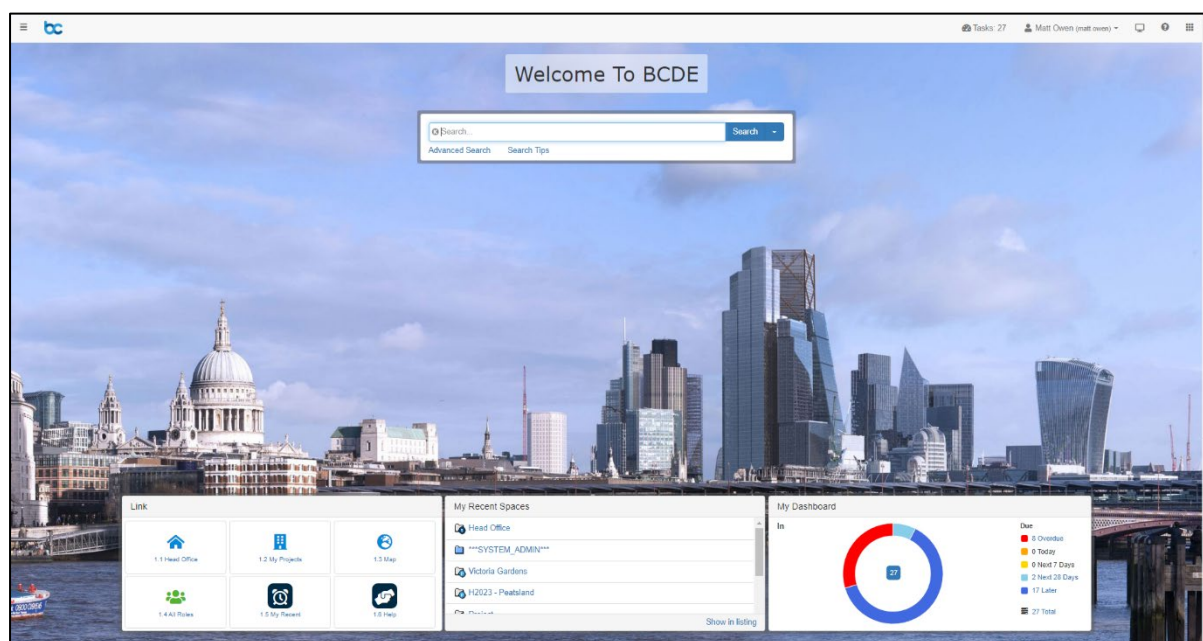 bc
Tasks: 27
Matt Owen (matt owen)
Welcome To BCDE
Search...
Search
Advanced Search
Search Tips
Link
1.1 Head Office
1.2 My Projects
1.3 Map
1.4 All Roles
1.5 My Recent
1.6 Help
My Recent Spaces
Head Office
***SYSTEM_ADMIN***
Victoria Gardens
H2023 - Peatsland
Project
Show in listing
My Dashboard
In
27
Due
8 Overdue
0 Today
0 Next 7 Days
2 Next 28 Days
17 Later
27 Total